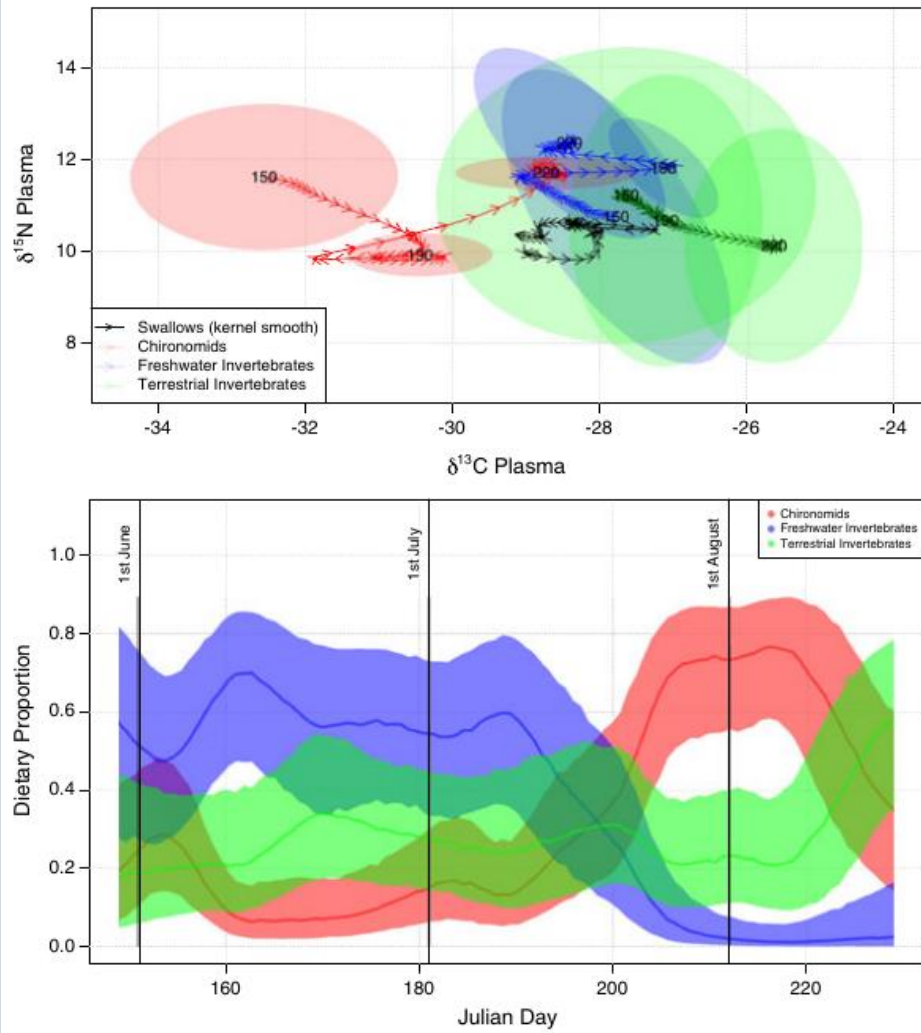 14
12
10
8
δ15N Plasma
150
190
220
220
190
150
150
190
220
Swallows (kernel smooth)
Chironomids
Freshwater Invertebrates
Terrestrial Invertebrates
-34 -32 -30 -28 -26 -24
δ13C Plasma
1st June
1st July
1st August
Chironomids
Freshwater Invertebrates
Terrestrial Invertebrates
1.0
0.8
0.6
0.4
0.2
0.0
Dietary Proportion
160 180 200 220
Julian Day